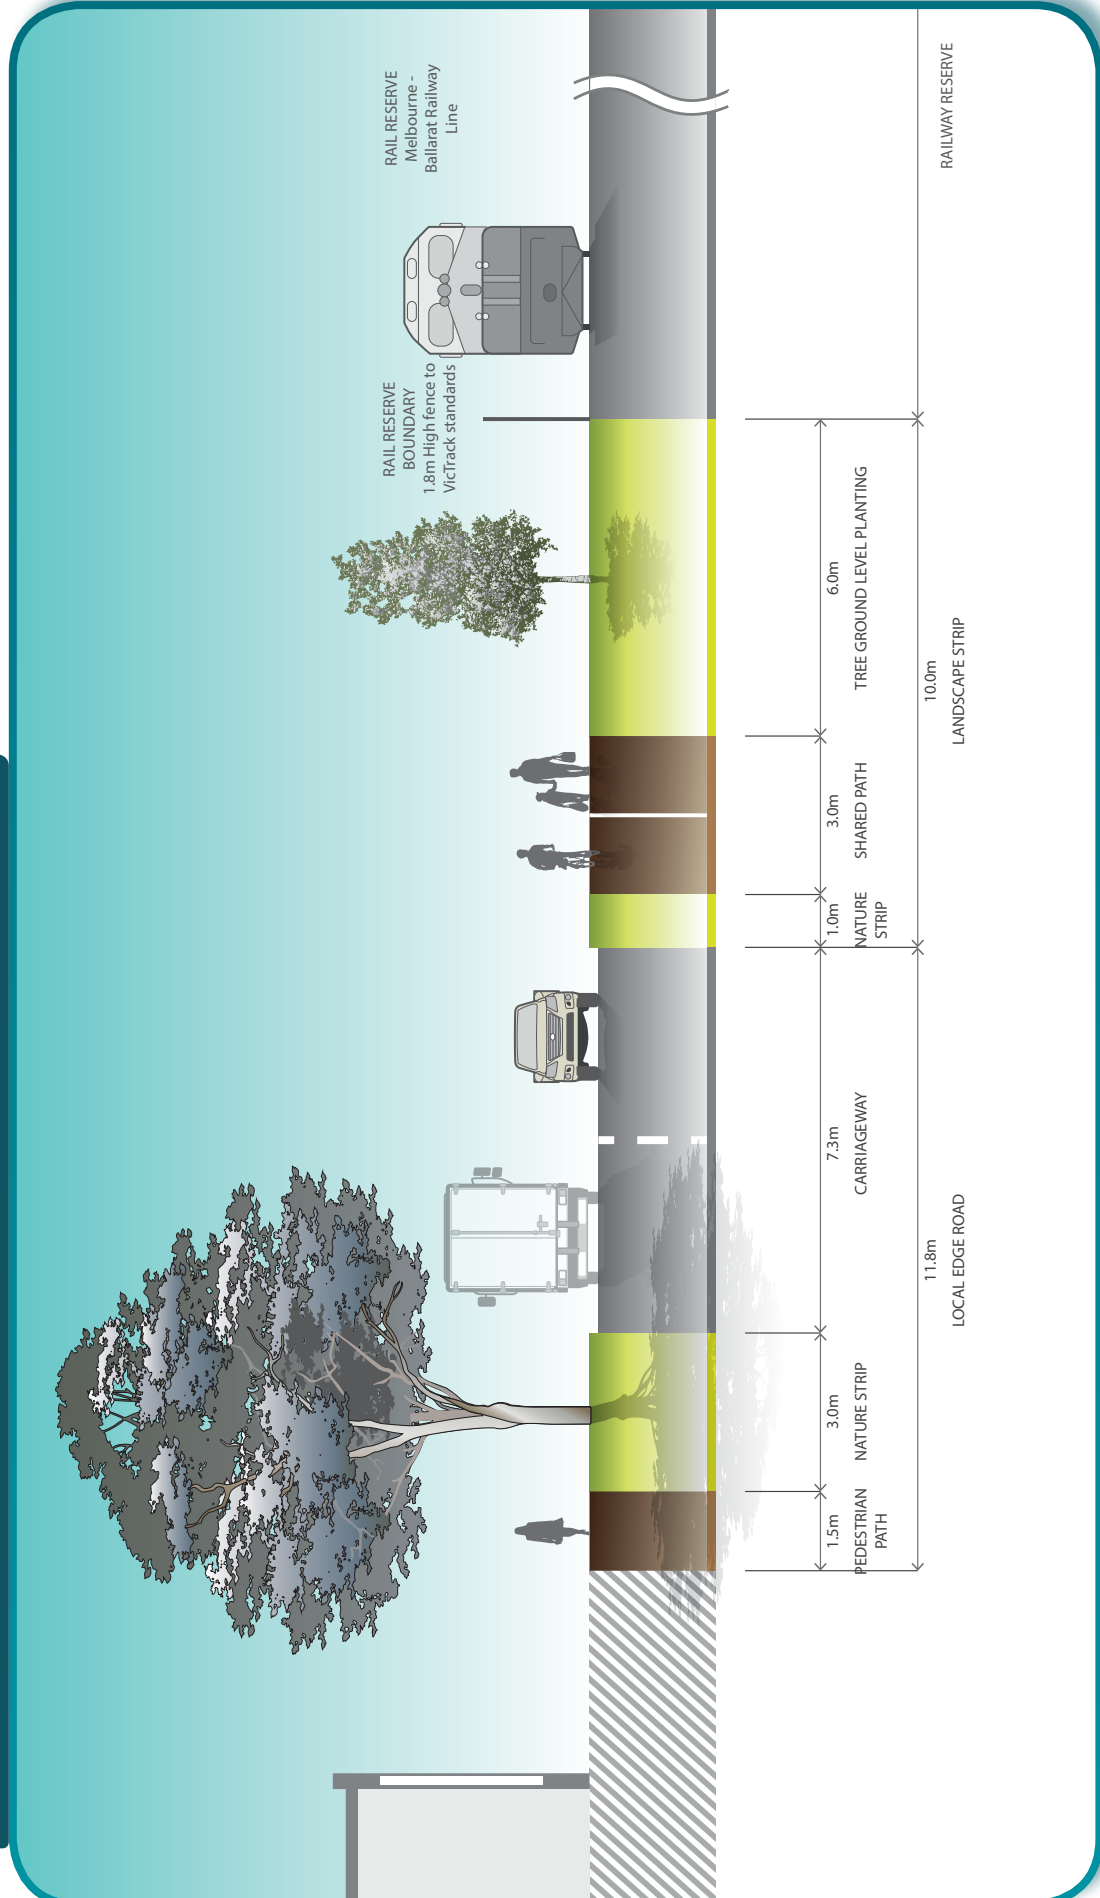 RAIL RESERVE
BOUNDARY
1.8m High fence to
VicTrack standards
RAIL RESERVE
Melbourne -
Ballarat Railway
Line
1.5m
PEDESTRIAN
PATH
3.0m
NATURE STRIP
7.3m
CARRIAGEWAY
1.0m
NATURE
STRIP
3.0m
SHARED PATH
6.0m
TREE GROUND LEVEL PLANTING
11.8m
LOCAL EDGE ROAD
10.0m
LANDSCAPE STRIP
RAILWAY RESERVE